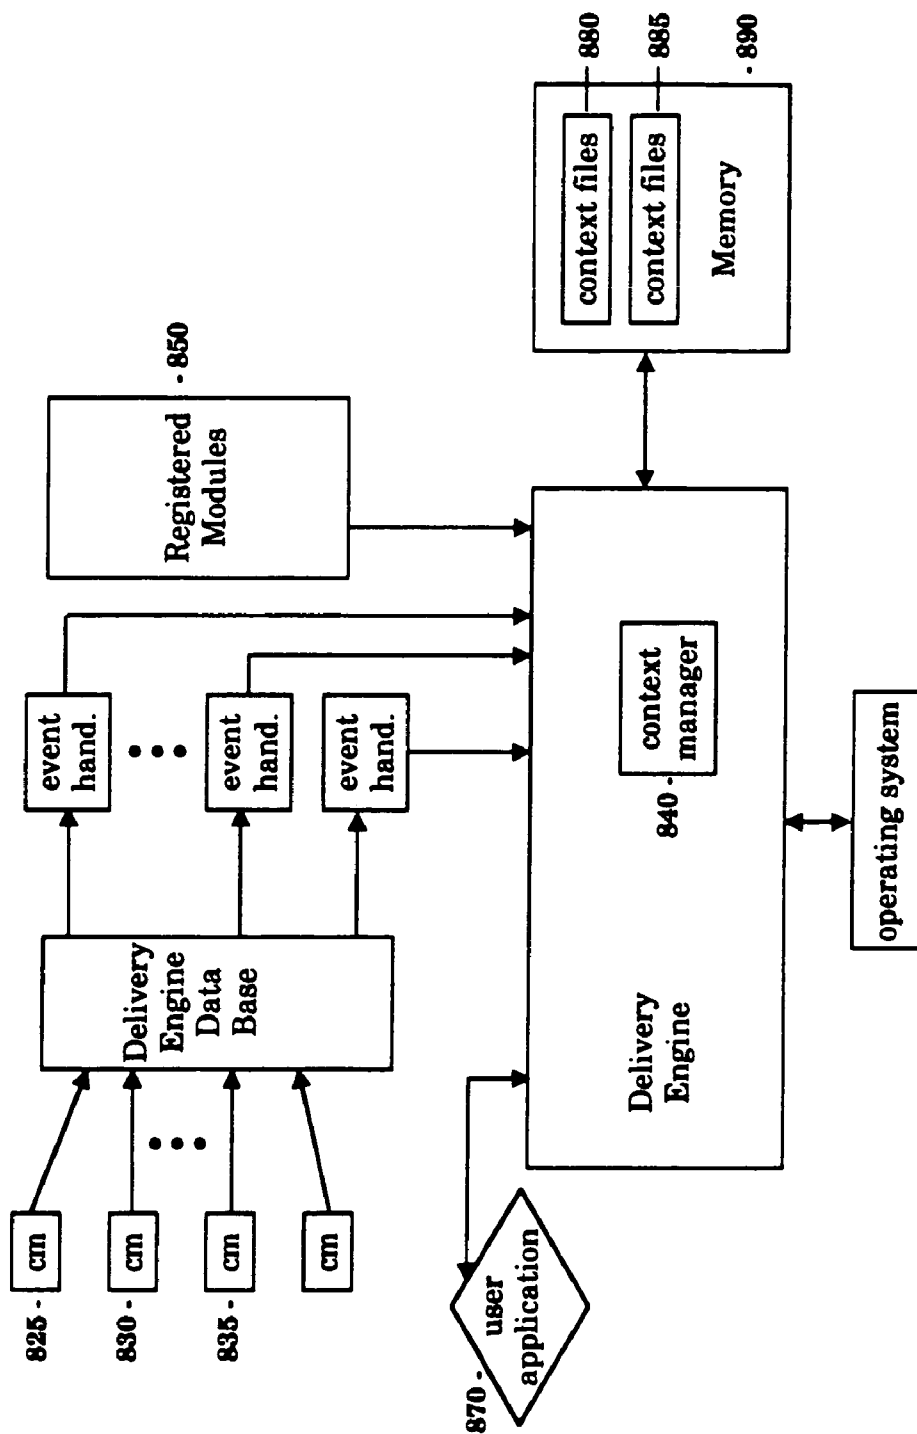 825 - cm
830 - cm
835 - cm
cm
Delivery
Engine
Data
Base
event
hand.
event
hand.
event
hand.
Registered
Modules
- 850
870 -
user
application
Delivery
Engine
840 -
context
manager
operating system
context files
880
context files
885
Memory
- 890